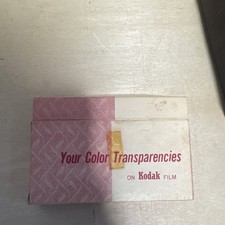 Your Color Transparencies
ON Kodak FILM